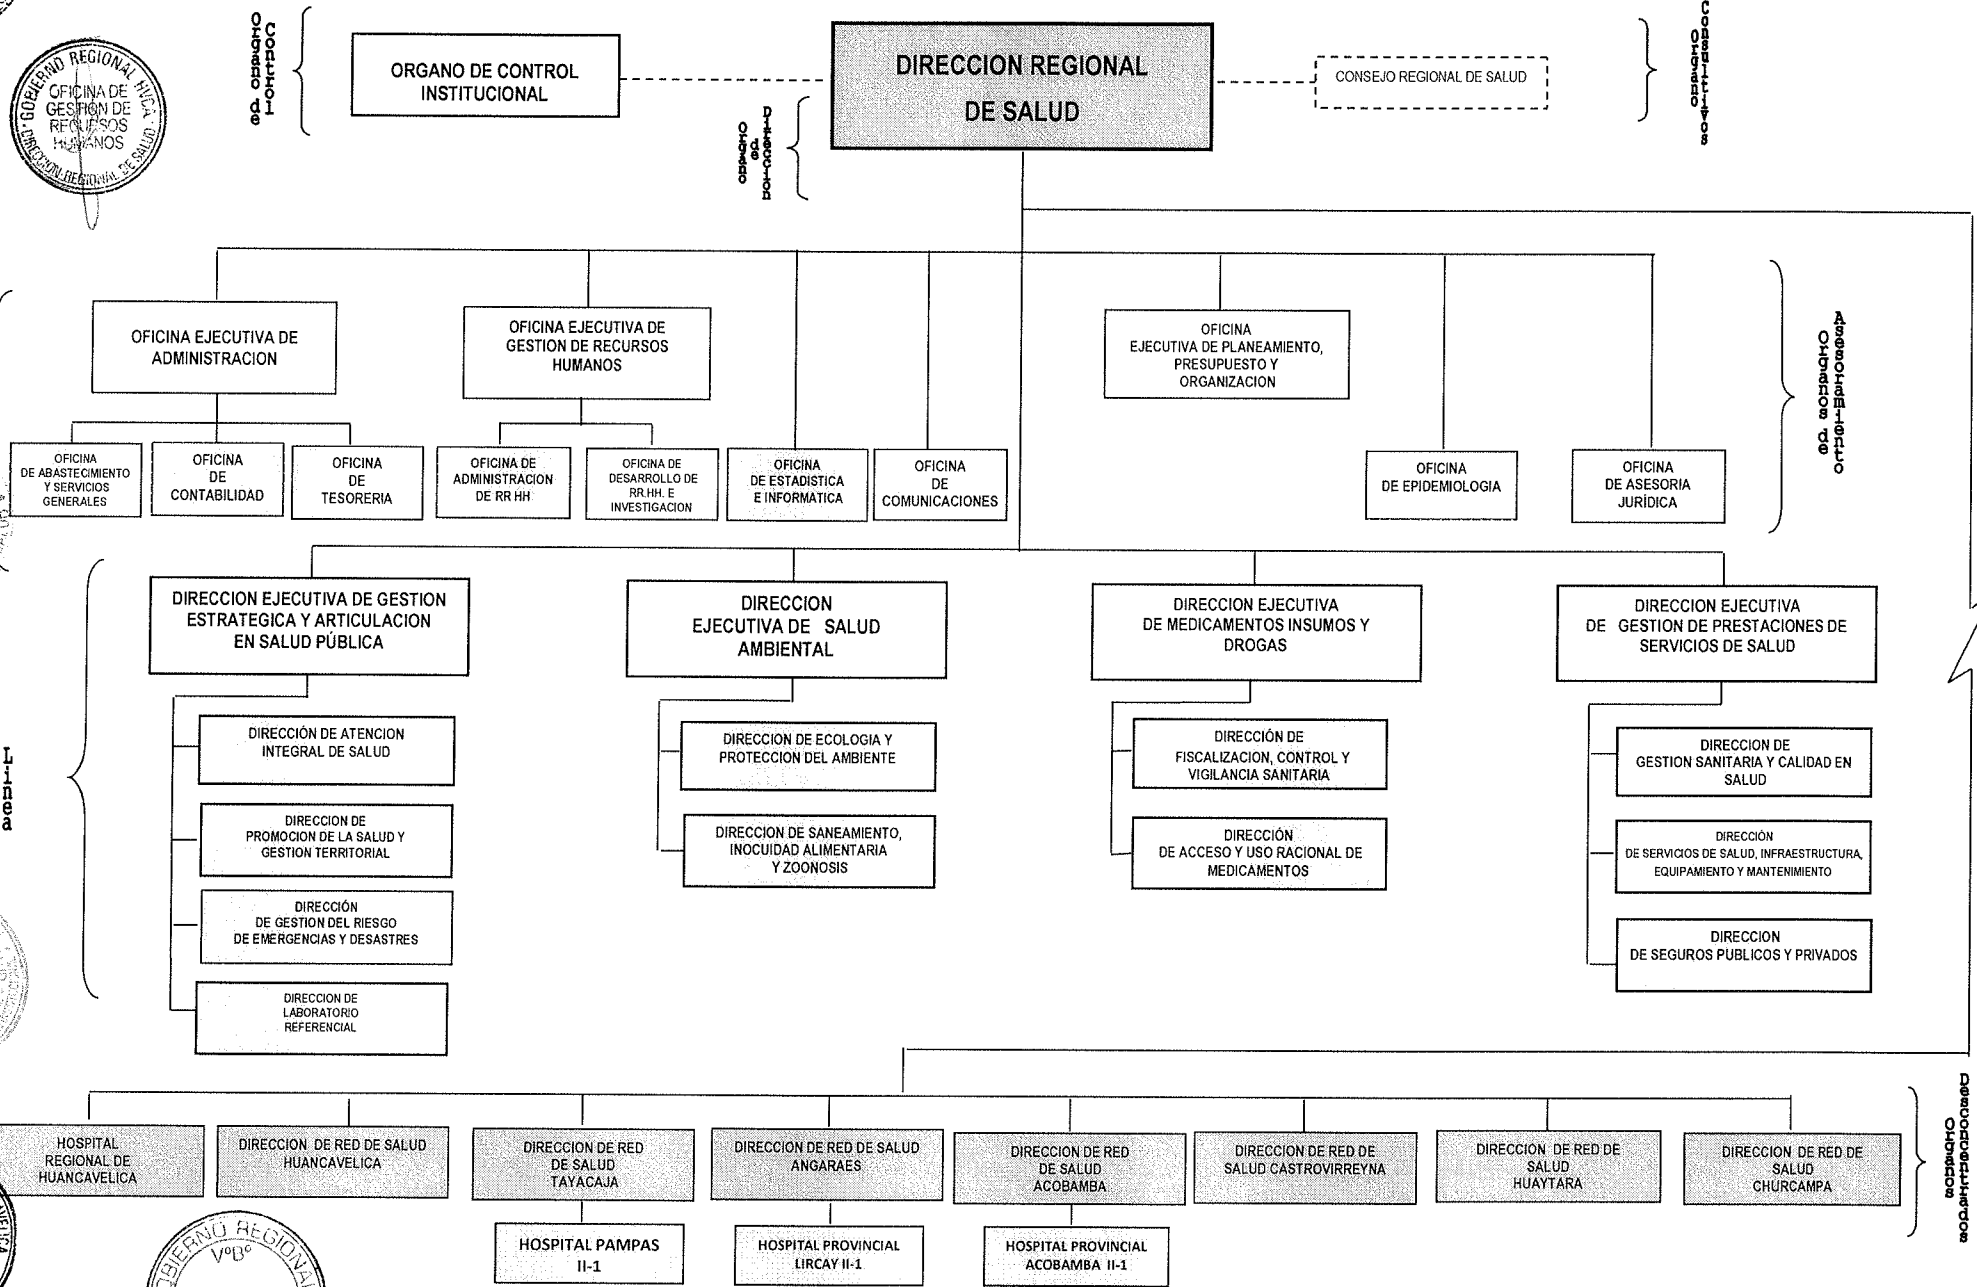 Organo de
Control
ORGANO DE CONTROL
INSTITUCIONAL
DIRECCION REGIONAL
DE SALUD
CONSEJO REGIONAL DE SALUD
Organo
Consultivos
GOBIERNO REGIONAL HVCA
OFICINA DE
GESTION DE
RECURSOS
HUMANOS
DIRECCION REGIONAL DE SALUD
Organo
de
Direccion
OFICINA EJECUTIVA DE
ADMINISTRACION
OFICINA EJECUTIVA DE
GESTION DE RECURSOS
HUMANOS
OFICINA
EJECUTIVA DE PLANEAMIENTO,
PRESUPUESTO Y
ORGANIZACION
Organos de
Asesoramiento
OFICINA
DE ABASTECIMIENTO
Y SERVICIOS
GENERALES
OFICINA
DE
CONTABILIDAD
OFICINA
DE
TESORERIA
OFICINA DE
ADMINISTRACION
DE RR HH
OFICINA DE
DESARROLLO DE
RR.HH. E
INVESTIGACION
OFICINA
DE ESTADISTICA
E INFORMATICA
OFICINA
DE
COMUNICACIONES
OFICINA
DE EPIDEMIOLOGIA
OFICINA
DE ASESORIA
JURÍDICA
Linea
DIRECCION EJECUTIVA DE GESTION
ESTRATEGICA Y ARTICULACION
EN SALUD PÚBLICA
DIRECCION
EJECUTIVA DE SALUD
AMBIENTAL
DIRECCION EJECUTIVA
DE MEDICAMENTOS INSUMOS Y
DROGAS
DIRECCION EJECUTIVA
DE GESTION DE PRESTACIONES DE
SERVICIOS DE SALUD
DIRECCIÓN DE ATENCION
INTEGRAL DE SALUD
DIRECCION DE
PROMOCION DE LA SALUD Y
GESTION TERRITORIAL
DIRECCIÓN
DE GESTION DEL RIESGO
DE EMERGENCIAS Y DESASTRES
DIRECCION DE
LABORATORIO
REFERENCIAL
DIRECCION DE ECOLOGIA Y
PROTECCION DEL AMBIENTE
DIRECCION DE SANEAMIENTO,
INOCUIDAD ALIMENTARIA
Y ZOONOSIS
DIRECCIÓN DE
FISCALIZACION, CONTROL Y
VIGILANCIA SANITARIA
DIRECCIÓN
DE ACCESO Y USO RACIONAL DE
MEDICAMENTOS
DIRECCION DE
GESTION SANITARIA Y CALIDAD EN
SALUD
DIRECCIÓN
DE SERVICIOS DE SALUD, INFRAESTRUCTURA,
EQUIPAMIENTO Y MANTENIMIENTO
DIRECCION
DE SEGUROS PUBLICOS Y PRIVADOS
Organos
Desconcentrados
HOSPITAL
REGIONAL DE
HUANCAVELICA
DIRECCION DE RED DE SALUD
HUANCAVELICA
DIRECCION DE RED
DE SALUD
TAYACAJA
DIRECCION DE RED DE SALUD
ANGARAES
DIRECCION DE RED
DE SALUD
ACOBAMBA
DIRECCION DE RED DE
SALUD CASTROVIRREYNA
DIRECCION DE RED DE
SALUD
HUAYTARA
DIRECCION DE RED DE
SALUD
CHURCAMPA
HOSPITAL PAMPAS
II-1
HOSPITAL PROVINCIAL
LIRCAY II-1
HOSPITAL PROVINCIAL
ACOBAMBA II-1
GOBIERNO REGIONAL
VºBº